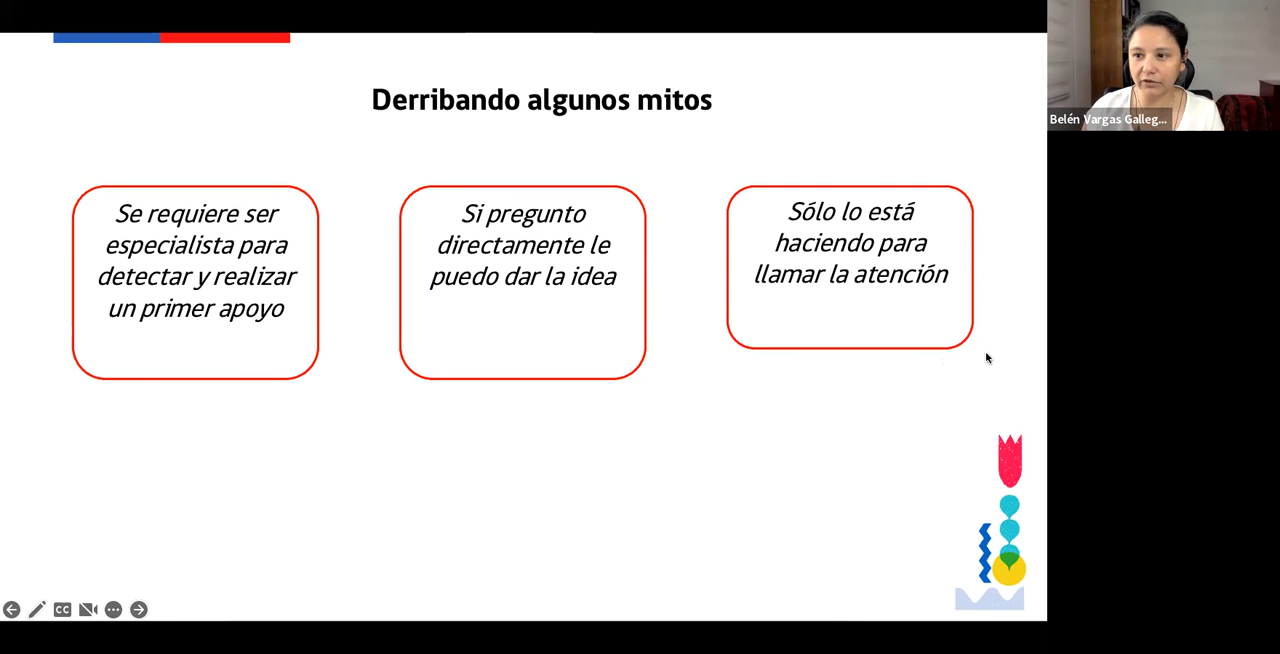 Derribando algunos mitos
Se requiere ser
especialista para
detectar y realizar
un primer apoyo
Si pregunto
directamente le
puedo dar la idea
Sólo lo está
haciendo para
llamar la atención
Belén Vargas Galleg...
CC